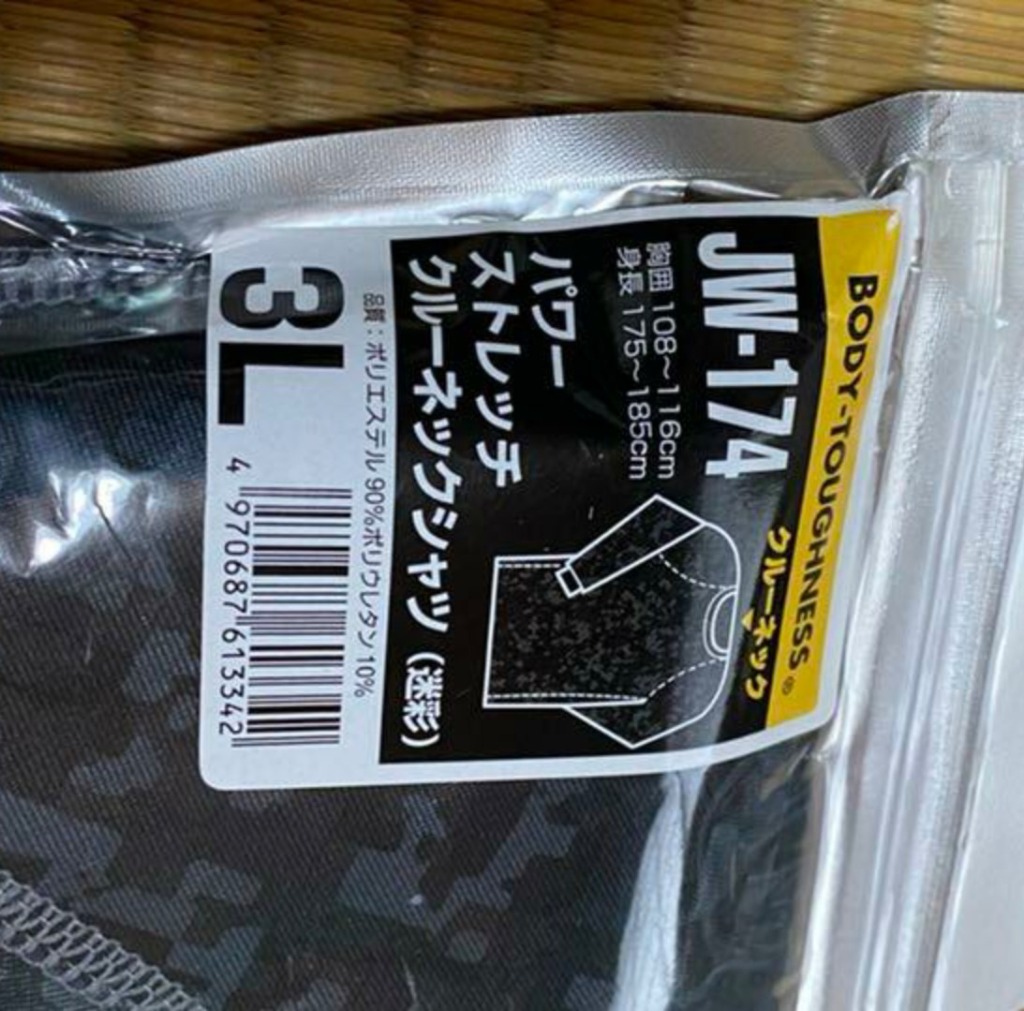 BODY-TOUGHNESS®
JW-174
クルーネック
胸囲 108～116cm
身長 175～185cm
パワー
ストレッチ
クルーネックシャツ（迷彩）
品質：ポリエステル90%ポリウレタン10%
3L
4 970687 613342